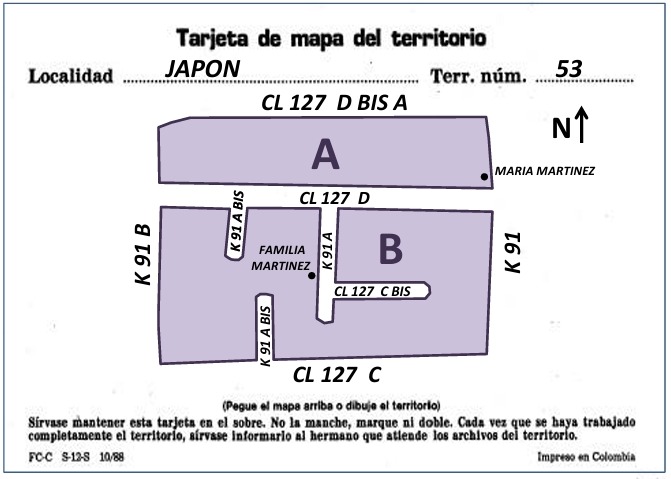 Tarjeta de mapa del territorio
Localidad JAPON Terr. núm. 53
CL 127 D BIS A
N
A
MARIA MARTINEZ
CL 127 D
K 91 B
K 91 A BIS
K 91 A
B
K 91
FAMILIA
MARTINEZ
CL 127 C BIS
K 91 A BIS
CL 127 C
(Pegue el mapa arriba o dibuje el territorio)
Sírvase mantener esta tarjeta en el sobre. No la manche, marque ni doble. Cada vez que se haya trabajado
completamente el territorio, sírvase informarlo al hermano que atiende los archivos del territorio.
FC-C S-12-S 10/88 Impreso en Colombia